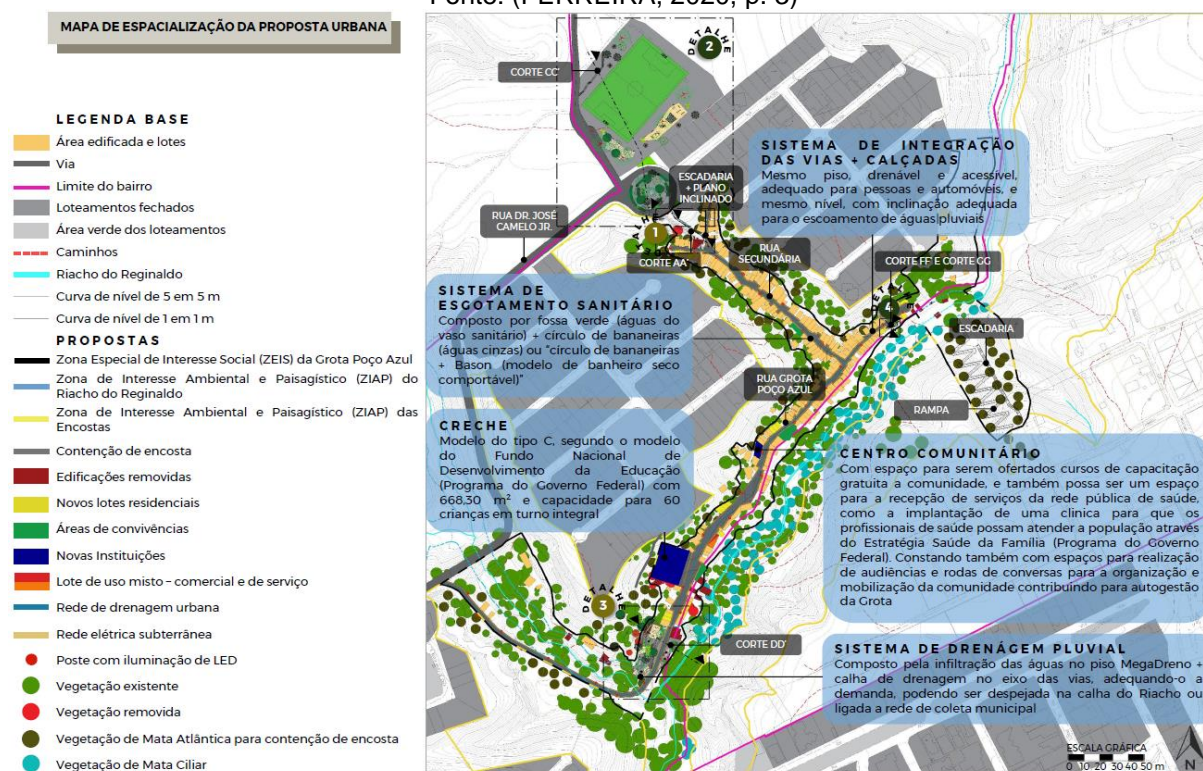 Fonte: (FERREIRA, 2020, p. 8)
MAPA DE ESPACIALIZAÇÃO DA PROPOSTA URBANA
LEGENDA BASE
Área edificada e lotes
Via
Limite do bairro
Loteamentos fechados
Área verde dos loteamentos
Caminhos
Riacho do Reginaldo
Curva de nível de 5 em 5 m
Curva de nível de 1 em 1 m
PROPOSTAS
Zona Especial de Interesse Social (ZEIS) da Grota Poço Azul
Zona de Interesse Ambiental e Paisagístico (ZIAP) do
Riacho do Reginaldo
Zona de Interesse Ambiental e Paisagístico (ZIAP) das
Encostas
Contenção de encosta
Edificações removidas
Novos lotes residenciais
Áreas de convivências
Novas Instituições
Lote de uso misto – comercial e de serviço
Rede de drenagem urbana
Rede elétrica subterrânea
Poste com iluminação de LED
Vegetação existente
Vegetação removida
Vegetação de Mata Atlântica para contenção de encosta
Vegetação de Mata Ciliar
DETALHE
2
CORTE CC'
SISTEMA DE INTEGRAÇÃO
DAS VIAS + CALÇADAS
Mesmo piso, drenável e acessível,
adequado para pessoas e automóveis, e
mesmo nível, com inclinação adequada
para o escoamento de águas pluviais
ESCADARIA
+ PLANO
INCLINADO
RUA DR. JOSÉ
CAMELO JR.
DETALHE
1
CORTE AA'
RUA
SECUNDÁRIA
CORTE FF' E CORTE GG'
DETALHE
SISTEMA DE
ESGOTAMENTO SANITÁRIO
Composto por fossa verde (águas do
vaso sanitário) + círculo de bananeiras
(águas cinzas) ou "círculo de bananeiras
+ Bason (modelo de banheiro seco
comportável)"
ESCADARIA
RUA GROTA
POÇO AZUL
RAMPA
CRECHE
Modelo do tipo C, segundo o modelo
do Fundo Nacional de
Desenvolvimento da Educação
(Programa do Governo Federal) com
668,30 m² e capacidade para 60
crianças em turno integral
CENTRO COMUNITÁRIO
Com espaço para serem ofertados cursos de capacitação
gratuita a comunidade, e também possa ser um espaço
para a recepção de serviços da rede pública de saúde,
como a implantação de uma clínica para que os
profissionais de saúde possam atender a população através
do Estratégia Saúde da Família (Programa do Governo
Federal). Constando também com espaços para realização
de audiências e rodas de conversas para a organização e
mobilização da comunidade contribuindo para autogestão
da Grota
DETALHE
3
CORTE DD'
SISTEMA DE DRENÁGEM PLUVIAL
Composto pela infiltração das águas no piso MegaDreno +
calha de drenagem no eixo das vias, adequando-o a
demanda, podendo ser despejada na calha do Riacho ou
ligada a rede de coleta municipal
ESCALA GRÁFICA
0 10 20 30 40 50 m
N